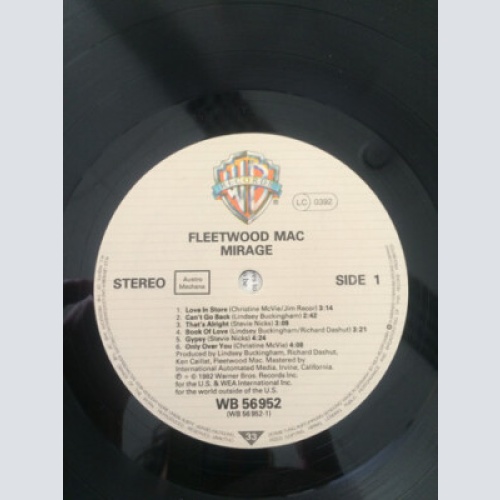 RECORDS
®
LC 0392
FLEETWOOD MAC
MIRAGE
STEREO
Austro
Mechana
SIDE 1
1. Love In Store (Christine McVie/Jim Recor) 3:14
2. Can't Go Back (Lindsey Buckingham) 2:42
3. That's Alright (Stevie Nicks) 3:09
4. Book Of Love (Lindsey Buckingham/Richard Dashut) 3:21
5. Gypsy (Stevie Nicks) 4:24
6. Only Over You (Christine McVie) 4:08
Produced by Lindsey Buckingham, Richard Dashut,
Ken Caillat, Fleetwood Mac. Mastered by
International Automated Media, Irvine, California.
℗ + © 1982 Warner Bros. Records Inc.
for the U.S. & WEA International Inc.
for the world outside of the U.S.
WB 56952
(WB 56 952-1)
33